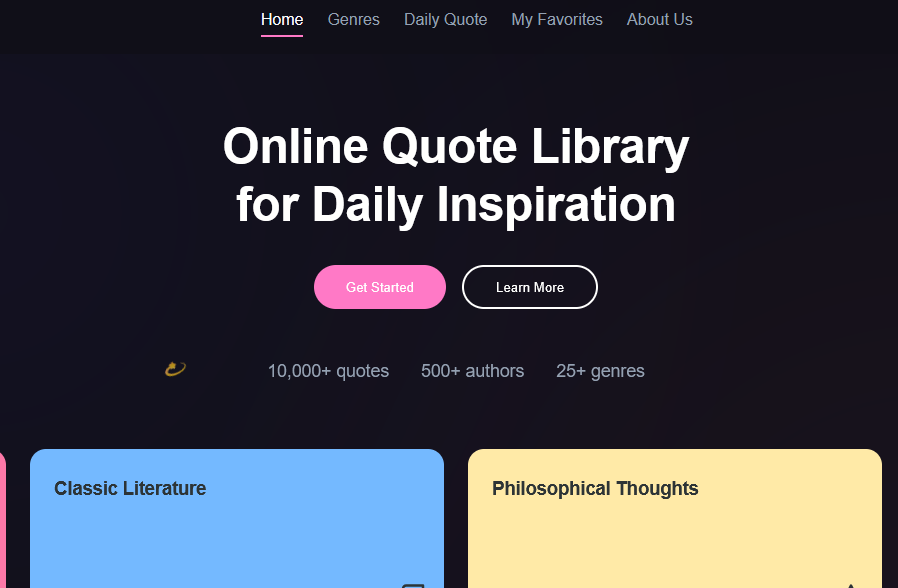 Home Genres Daily Quote My Favorites About Us
Online Quote Library
for Daily Inspiration
Get Started Learn More
10,000+ quotes 500+ authors 25+ genres
Classic Literature Philosophical Thoughts